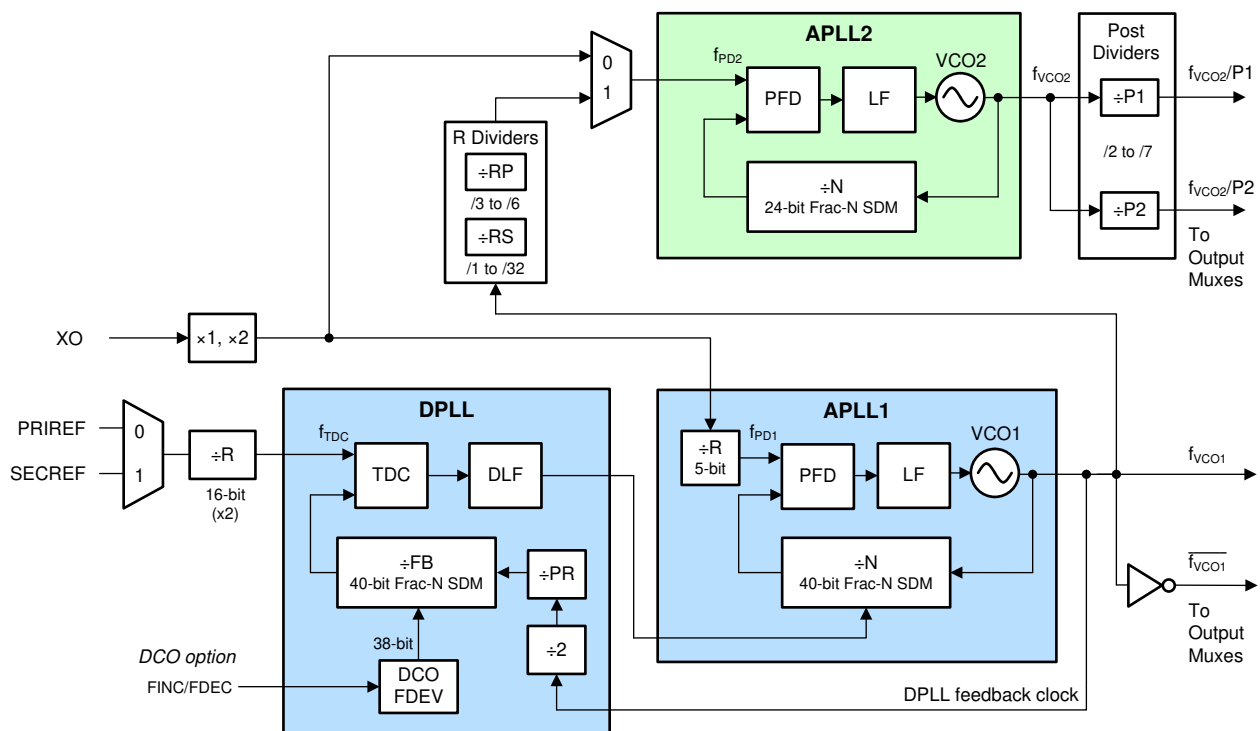 APLL2
Post
Dividers
0
1
fPD2
PFD
LF
VCO2
fVCO2
÷P1
fVCO2/P1
R Dividers
÷RP
/3 to /6
÷RS
/1 to /32
÷N
24-bit Frac-N SDM
/2 to /7
÷P2
fVCO2/P2
To
Output
Muxes
XO
×1, ×2
DPLL
APLL1
PRIREF
SECREF
0
1
÷R
16-bit
(x2)
fTDC
TDC
DLF
÷R
5-bit
fPD1
PFD
LF
VCO1
fVCO1
÷FB
40-bit Frac-N SDM
÷PR
÷N
40-bit Frac-N SDM
fVCO1
To
Output
Muxes
÷2
38-bit
DCO option
FINC/FDEC
DCO
FDEV
DPLL feedback clock